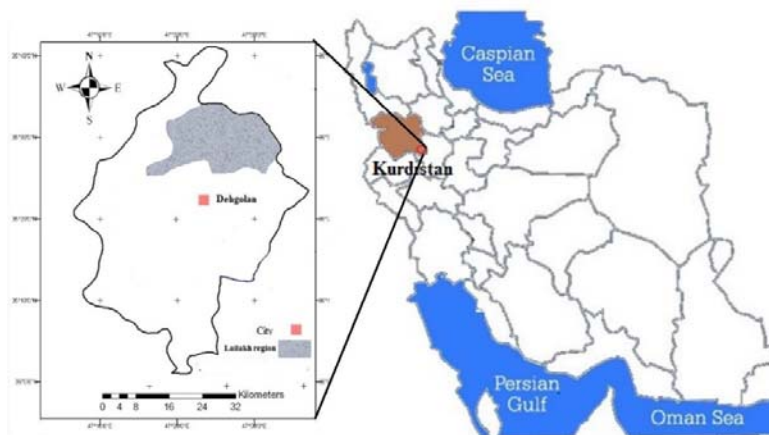 N
W
E
S
Dehgolan
City
Lailakh region
0 4 8 16 24 32
Kilometers
Caspian
Sea
Kurdistan
Persian
Gulf
Oman Sea